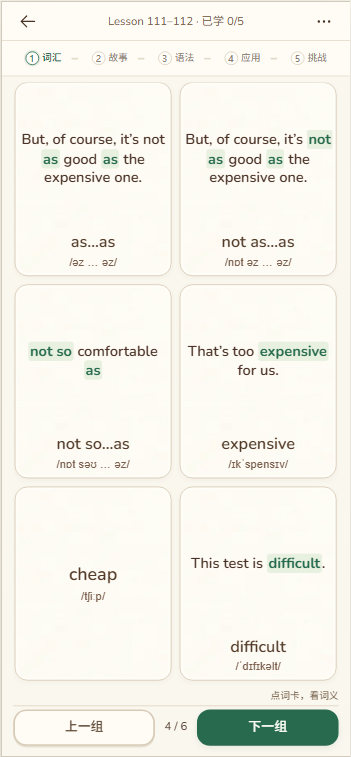 Lesson 111–112 · 已学 0/5
1 词汇 – 2 故事 – 3 语法 – 4 应用 – 5 挑战
But, of course, it's not
as good as the
expensive one.
as...as
/əz ... əz/
But, of course, it's not
as good as the
expensive one.
not as...as
/nɒt əz ... əz/
not so comfortable
as
not so...as
/nɒt səʊ ... əz/
That's too expensive
for us.
expensive
/ɪkˈspensɪv/
cheap
/tʃiːp/
This test is difficult.
difficult
/ˈdɪfɪkəlt/
点词卡，看词义
上一组
4 / 6
下一组